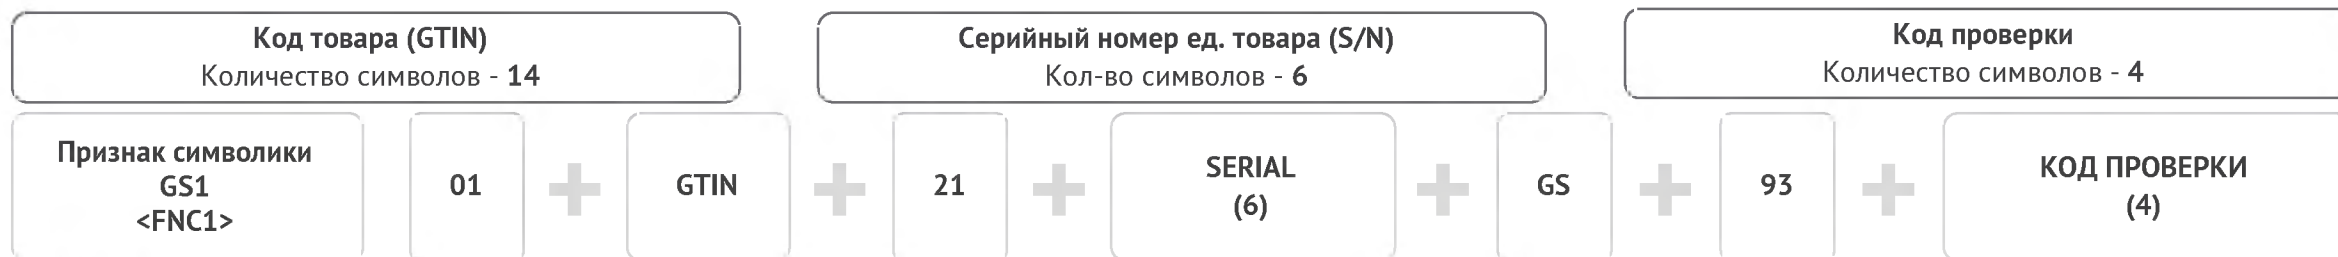 Код товара (GTIN)
Количество символов - 14
Серийный номер ед. товара (S/N)
Кол-во символов - 6
Код проверки
Количество символов - 4
Признак символики
GS1
<FNC1>
01
+
GTIN
+
21
+
SERIAL
(6)
+
GS
+
93
+
КОД ПРОВЕРКИ
(4)